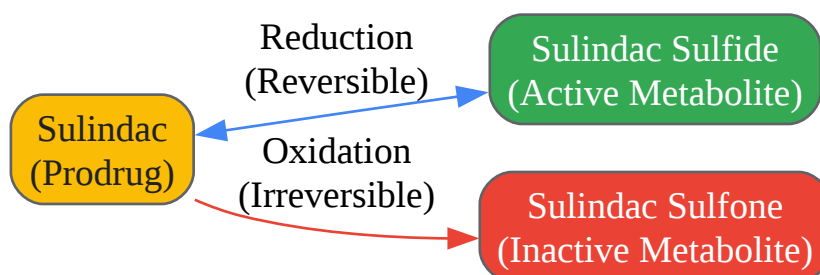 Reduction
(Reversible)
Sulindac Sulfide
(Active Metabolite)
Sulindac
(Prodrug)
Oxidation
(Irreversible)
Sulindac Sulfone
(Inactive Metabolite)